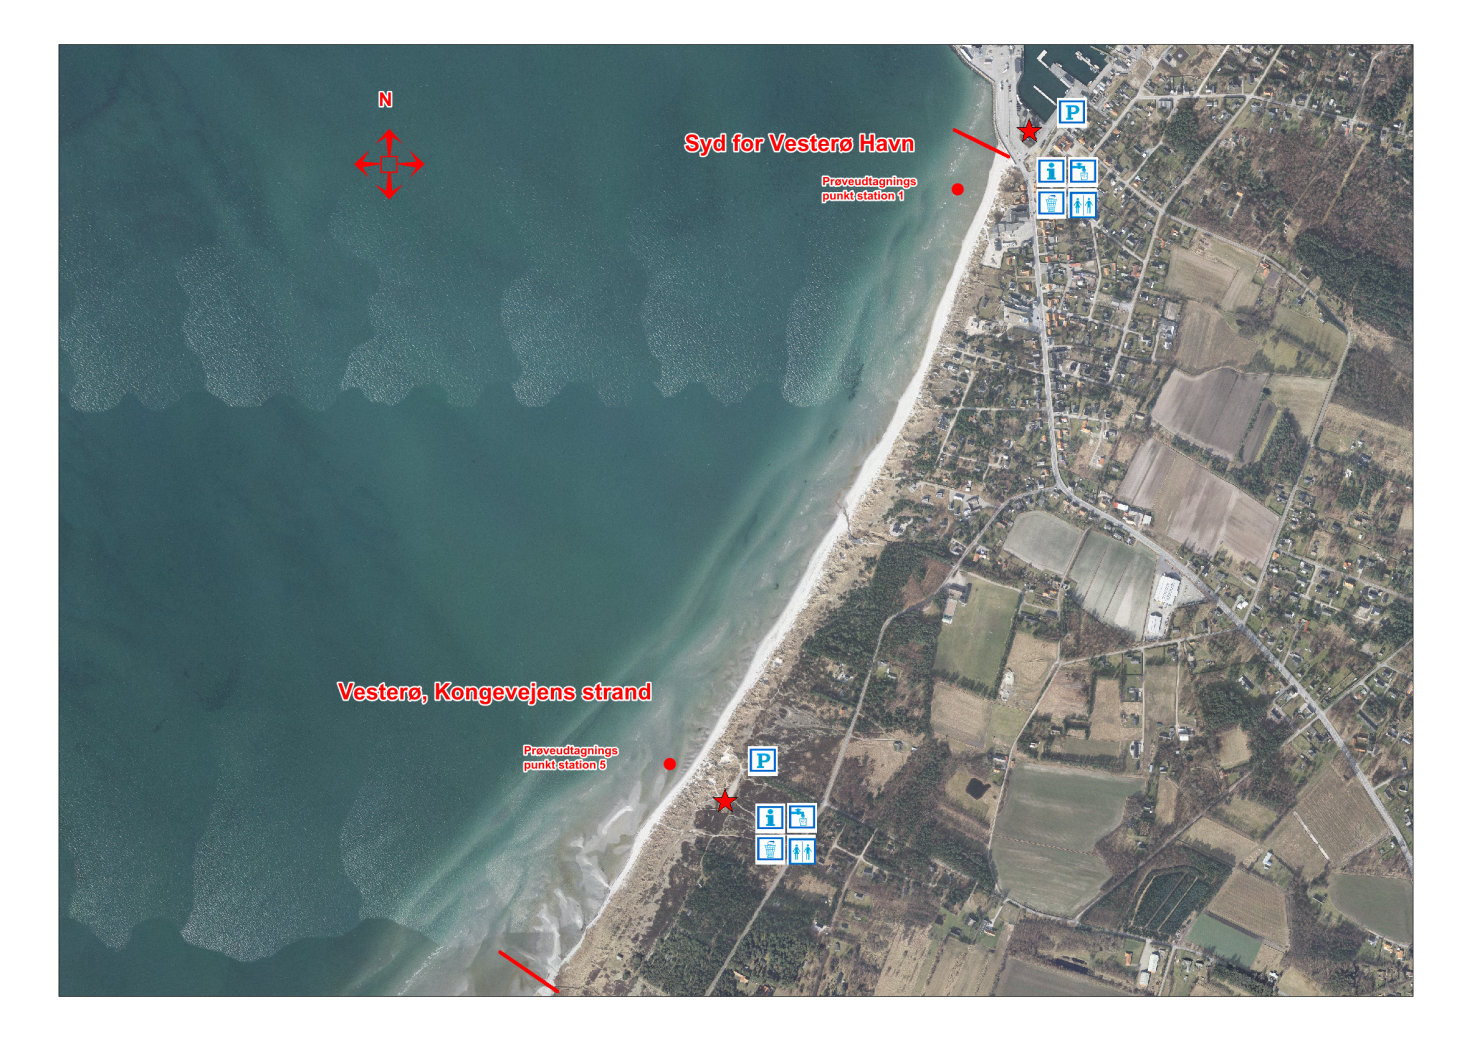 N
P
Syd for Vesterø Havn
i
Prøveudtagnings
punkt station 1
Vesterø, Kongevejens strand
Prøveudtagnings
punkt station 5
P
i